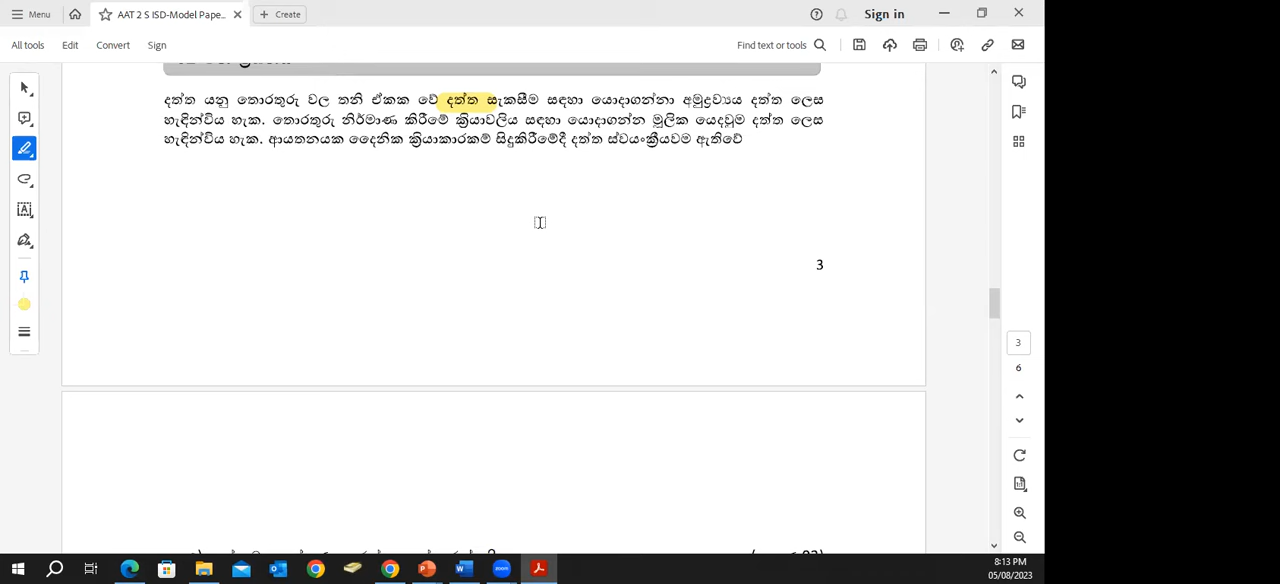 Menu
AAT 2 S ISD-Model Pape...
Create
Sign in
All tools
Edit
Convert
Sign
Find text or tools
දත්ත යනු තොරතුරු වල තනි ඒකක වේ දත්ත සැකසීම සඳහා යොදාගන්නා අමුද්‍රව්‍යය දත්ත ලෙස
හැඳින්විය හැක. තොරතුරු නිර්මාණ කිරීමේ ක්‍රියාවලිය සඳහා යොදාගන්න මූලික යෙදවුම දත්ත ලෙස
හැඳින්විය හැක. ආයතනයක දෛනික ක්‍රියාකාරකම් සිදුකිරීමේදී දත්ත ස්වයංක්‍රීයවම ඇතිවේ
3
3
6
8:13 PM
05/08/2023